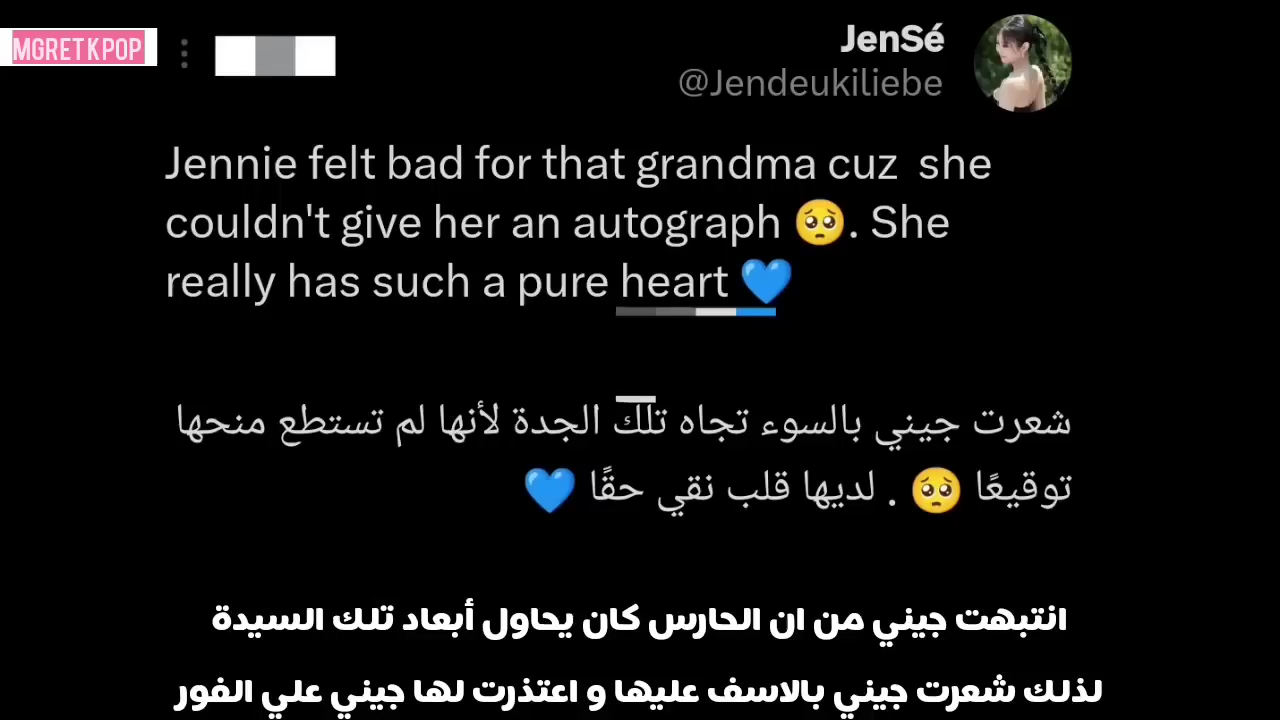 MGRETKPOP
JenSé
@Jendeukiliebe
Jennie felt bad for that grandma cuz she
couldn't give her an autograph 🥺. She
really has such a pure heart 💙
شعرت جيني بالسوء تجاه تلك الجدة لأنها لم تستطع منحها
توقيعًا 🥺 . لديها قلب نقي حقًا 💙
انتبهت جيني من ان الحارس كان يحاول أبعاد تلك السيدة
لذلك شعرت جيني بالاسف عليها و اعتذرت لها جيني علي الفور